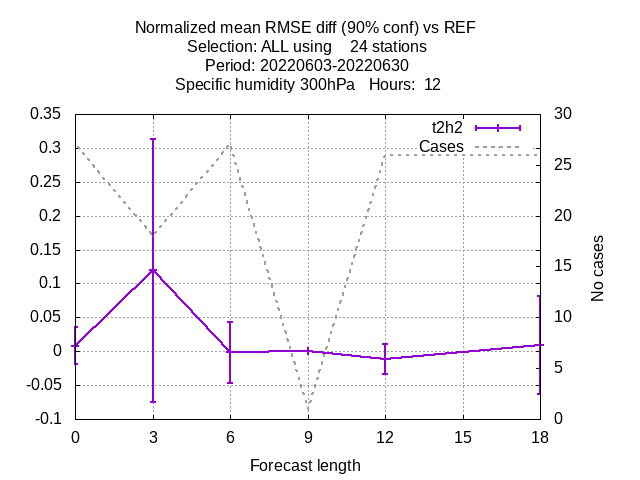 Normalized mean RMSE diff (90% conf) vs REF
Selection: ALL using    24 stations
Period: 20220603-20220630
Specific humidity 300hPa   Hours:  12
0.35
0.3
0.25
0.2
0.15
0.1
0.05
0
-0.05
-0.1
t2h2
Cases
30
25
20
15
10
5
0
No cases
0 3 6 9 12 15 18
Forecast length